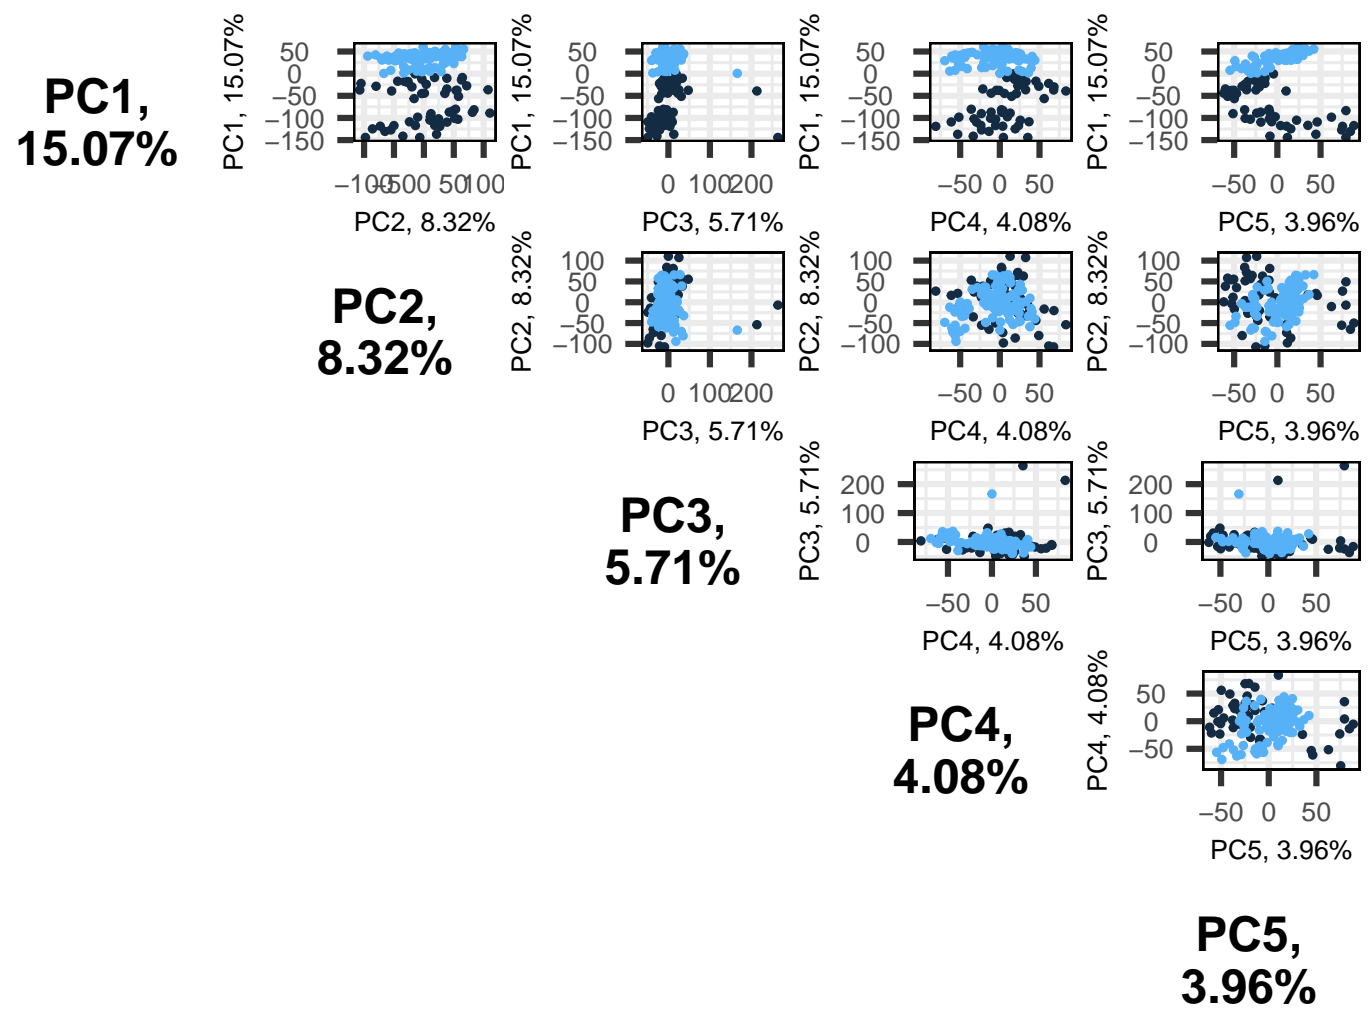 PC1,
15.07%
PC1, 15.07%
50
0
−50
−100
−150
−100
−50
0
50
100
PC2, 8.32%
PC1, 15.07%
50
0
−50
−100
−150
0 100 200
PC3, 5.71%
PC1, 15.07%
50
0
−50
−100
−150
−50 0 50
PC4, 4.08%
PC1, 15.07%
50
0
−50
−100
−150
−50 0 50
PC5, 3.96%
PC2,
8.32%
PC2, 8.32%
100
50
0
−50
−100
0 100 200
PC3, 5.71%
PC2, 8.32%
100
50
0
−50
−100
−50 0 50
PC4, 4.08%
PC2, 8.32%
100
50
0
−50
−100
−50 0 50
PC5, 3.96%
PC3,
5.71%
PC3, 5.71%
200
100
0
−50 0 50
PC4, 4.08%
PC3, 5.71%
200
100
0
−50 0 50
PC5, 3.96%
PC4,
4.08%
PC4, 4.08%
50
0
−50
−50 0 50
PC5, 3.96%
PC5,
3.96%